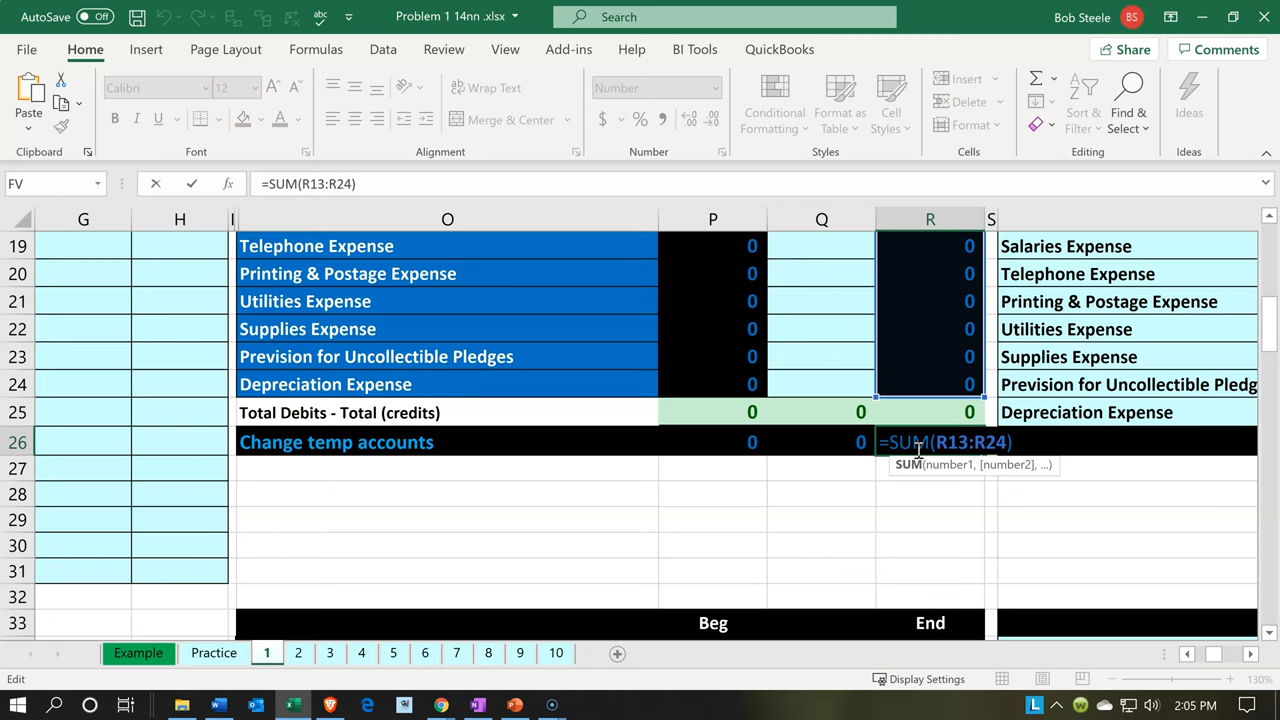 AutoSave Off Problem 1 14nn .xlsx Search Bob Steele BS
File Home Insert Page Layout Formulas Data Review View Add-ins Help BI Tools QuickBooks Share Comments
Calibri 12 Wrap Text Number Insert
Paste B I U Merge & Center $ % Conditional Formatting Format as Table Cell Styles Delete Format Sort & Filter Find & Select Ideas
Clipboard Font Alignment Number Styles Cells Editing Ideas
FV fx =SUM(R13:R24)
G H I O P Q R S
19 Telephone Expense 0 0 Salaries Expense
20 Printing & Postage Expense 0 0 Telephone Expense
21 Utilities Expense 0 0 Printing & Postage Expense
22 Supplies Expense 0 0 Utilities Expense
23 Prevision for Uncollectible Pledges 0 0 Supplies Expense
24 Depreciation Expense 0 0 Prevision for Uncollectible Pledg
25 Total Debits - Total (credits) 0 0 0 Depreciation Expense
26 Change temp accounts 0 0 =SUM(R13:R24)
27 SUM(number1, [number2], ...)
28
29
30
31
32
33 Beg End
Example Practice 1 2 3 4 5 6 7 8 9 10
Edit Display Settings 130%
2:05 PM